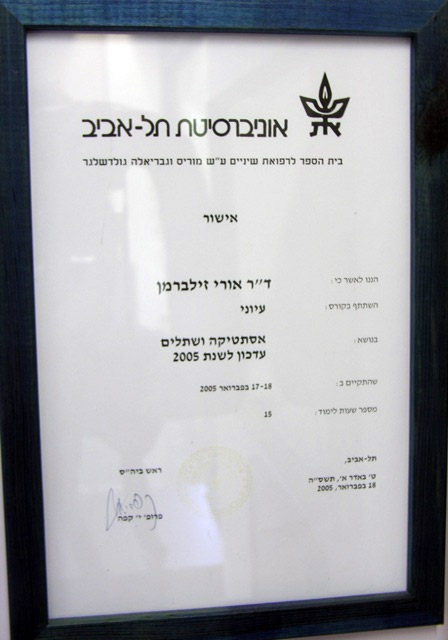 אוניברסיטת תל-אביב
בית הספר לרפואת שיניים ע"ש מוריס וגבריאלה גולדשלגר
אישור
הננו לאשר כי: ד"ר אורי זילברמן
השתתף בקורס: עיוני
בנושא: אסתטיקה ושתלים
עדכון לשנת 2005
שהתקיים ב: 17-18 בפברואר 2005
מספר שעות לימוד: 15
תל-אביב,
ט' באדר א', תשס"ה
18 בפברואר, 2005
ראש ביה"ס
פרופ' י' קפה